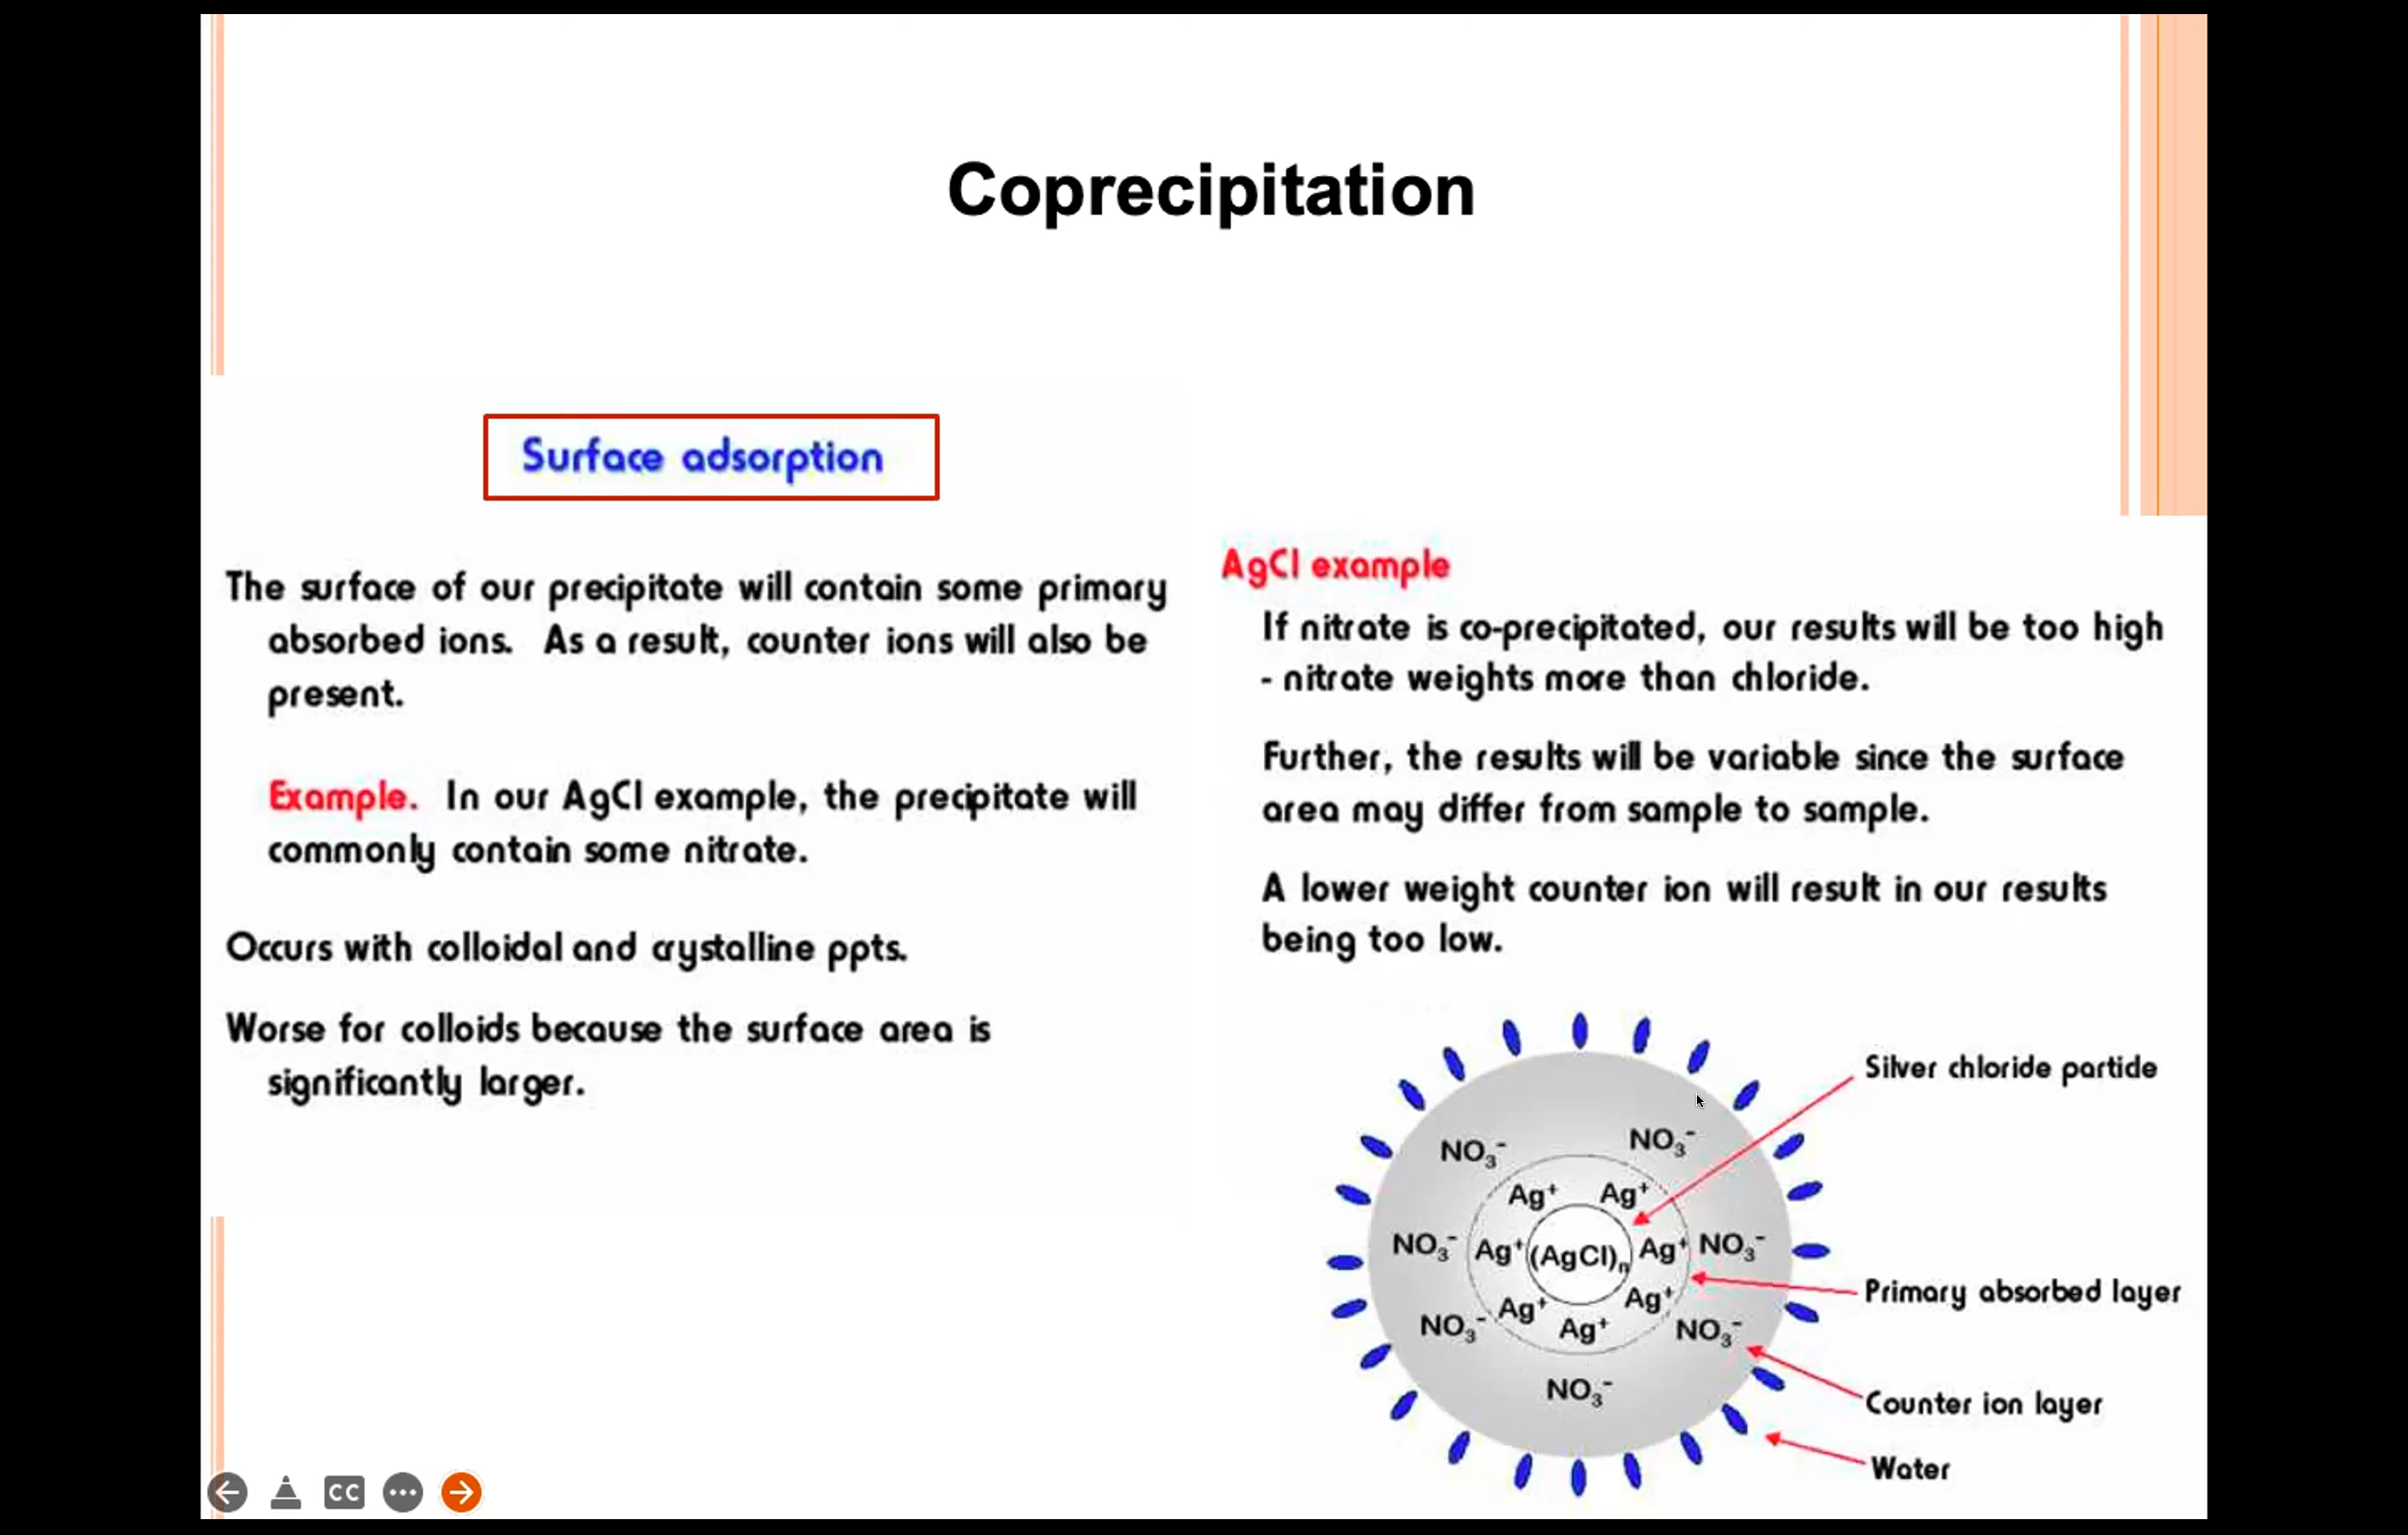 Coprecipitation
Surface adsorption
The surface of our precipitate will contain some primary
absorbed ions. As a result, counter ions will also be
present.
Example. In our AgCl example, the precipitate will
commonly contain some nitrate.
Occurs with colloidal and crystalline ppts.
Worse for colloids because the surface area is
significantly larger.
AgCl example
If nitrate is co-precipitated, our results will be too high
- nitrate weights more than chloride.
Further, the results will be variable since the surface
area may differ from sample to sample.
A lower weight counter ion will result in our results
being too low.
Silver chloride particle
NO₃⁻ NO₃⁻
Ag⁺ Ag⁺
NO₃⁻ Ag⁺ (AgCl)ₙ Ag⁺ NO₃⁻
Primary absorbed layer
Ag⁺ Ag⁺
NO₃⁻ Ag⁺ NO₃⁻
NO₃⁻
Counter ion layer
Water
CC